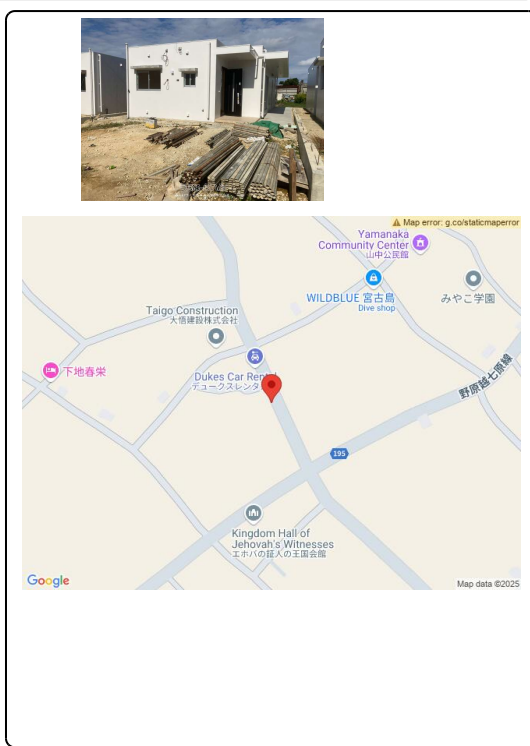 Map error: g.co/staticmaperror
Yamanaka
Community Center
山中公民館
WILDBLUE 宮古島
Dive shop
みやこ学園
Taigo Construction
大悟建設株式会社
下地春栄
Dukes Car Rental
デュークスレンタ
野原越七原線
195
Kingdom Hall of
Jehovah's Witnesses
エホバの証人の王国会館
Google
Map data ©2025